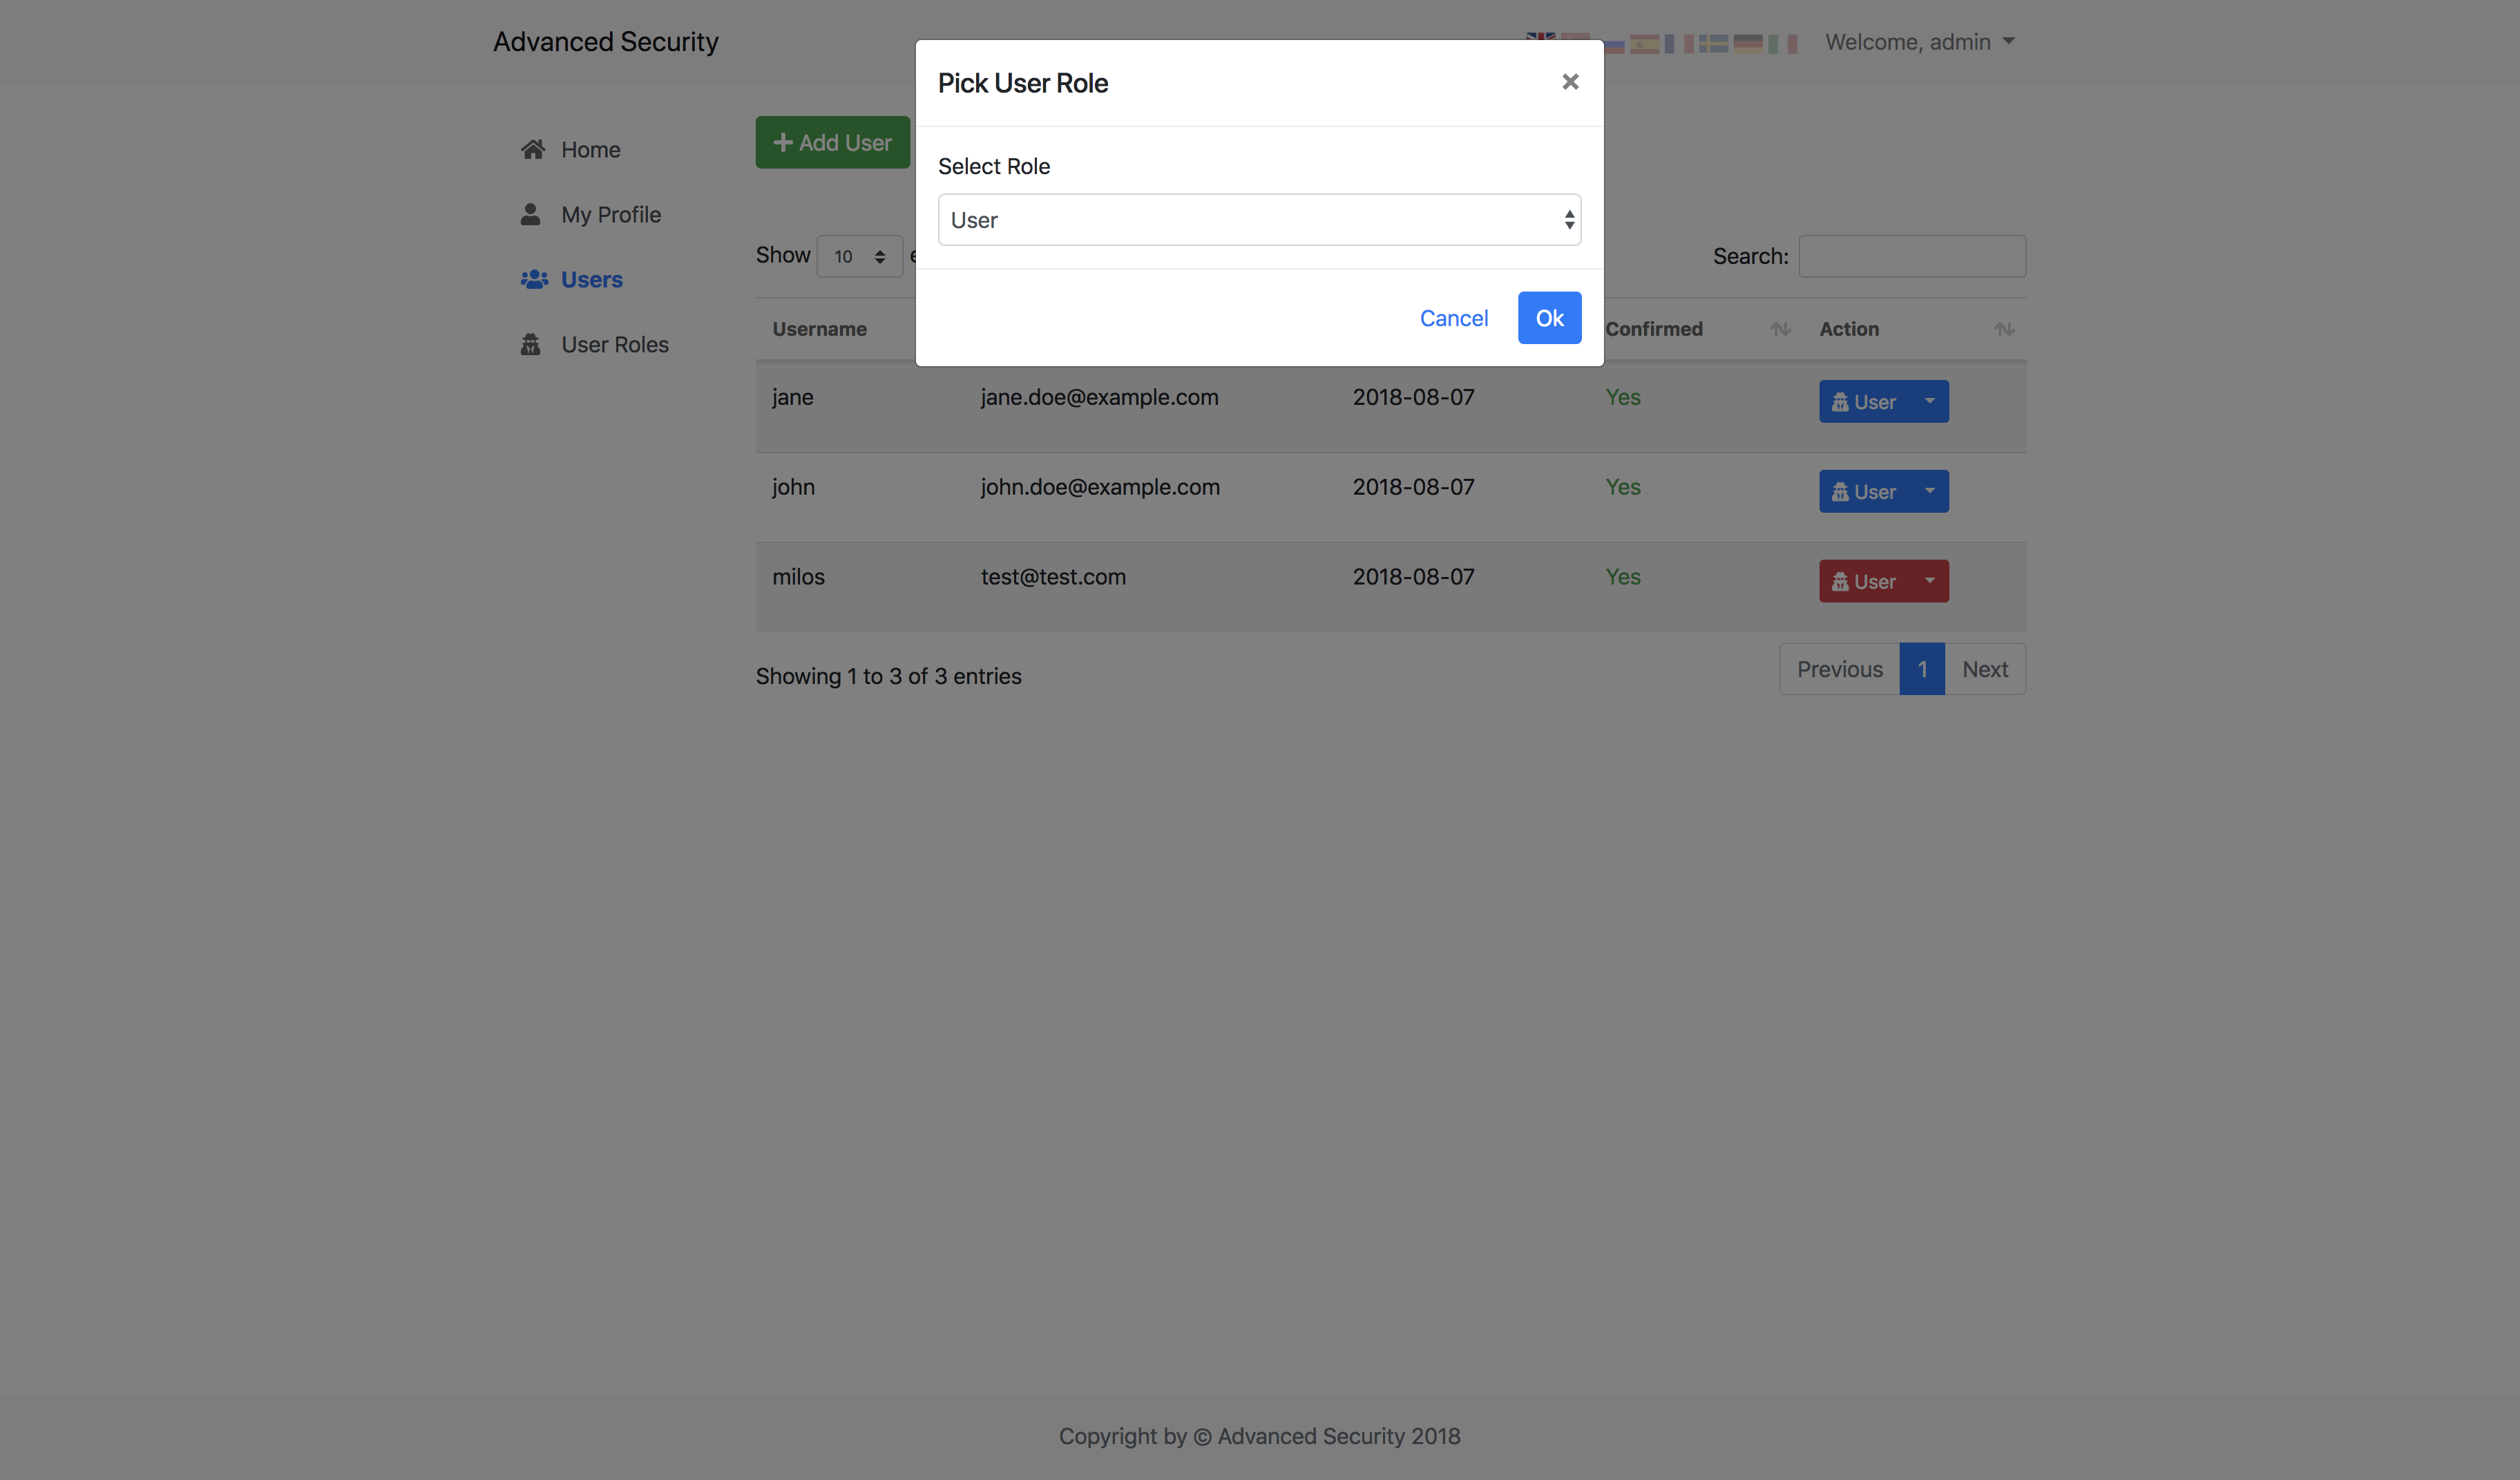 Advanced Security
Welcome, admin
Pick User Role
×
Select Role
User
Cancel
Ok
Home
My Profile
Users
User Roles
Add User
Show 10 e
Search:
Username Confirmed Action
jane jane.doe@example.com 2018-08-07 Yes User
john john.doe@example.com 2018-08-07 Yes User
milos test@test.com 2018-08-07 Yes User
Showing 1 to 3 of 3 entries
Previous 1 Next
Copyright by © Advanced Security 2018